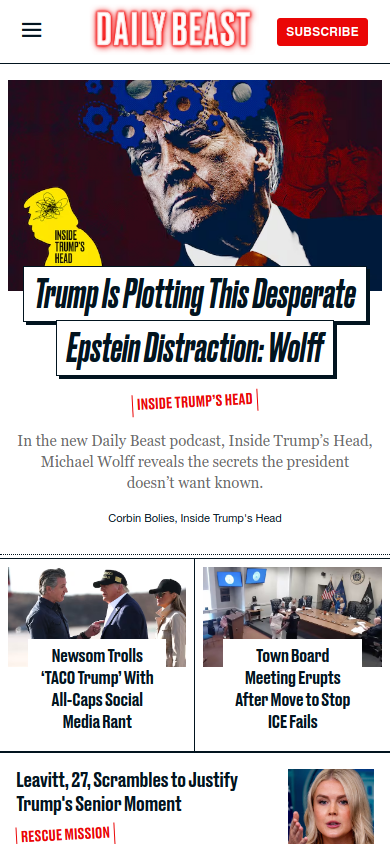 DAILY BEAST
SUBSCRIBE
INSIDE
TRUMP'S
HEAD
Trump Is Plotting This Desperate
Epstein Distraction: Wolff
INSIDE TRUMP'S HEAD
In the new Daily Beast podcast, Inside Trump’s Head,
Michael Wolff reveals the secrets the president
doesn’t want known.
Corbin Bolies, Inside Trump's Head
Newsom Trolls
‘TACO Trump’ With
All-Caps Social
Media Rant
Town Board
Meeting Erupts
After Move to Stop
ICE Fails
Leavitt, 27, Scrambles to Justify
Trump's Senior Moment
RESCUE MISSION